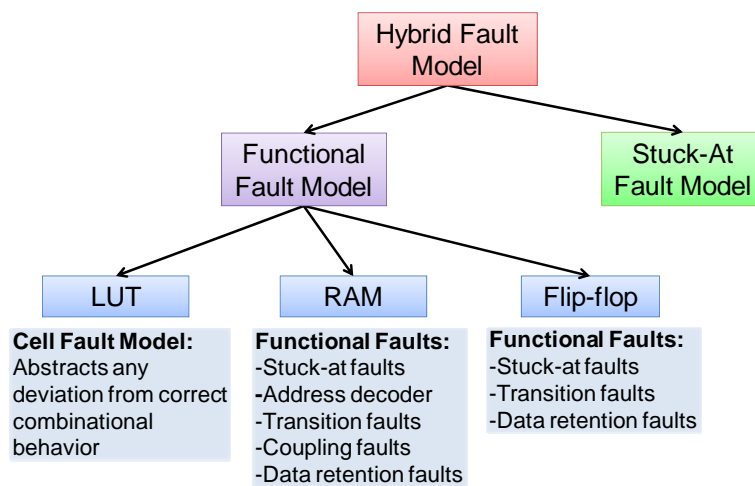 Hybrid Fault
Model
Functional
Fault Model
Stuck-At
Fault Model
LUT
RAM
Flip-flop
Cell Fault Model:
Abstracts any
deviation from correct
combinational
behavior
Functional Faults:
-Stuck-at faults
-Address decoder
-Transition faults
-Coupling faults
-Data retention faults
Functional Faults:
-Stuck-at faults
-Transition faults
-Data retention faults